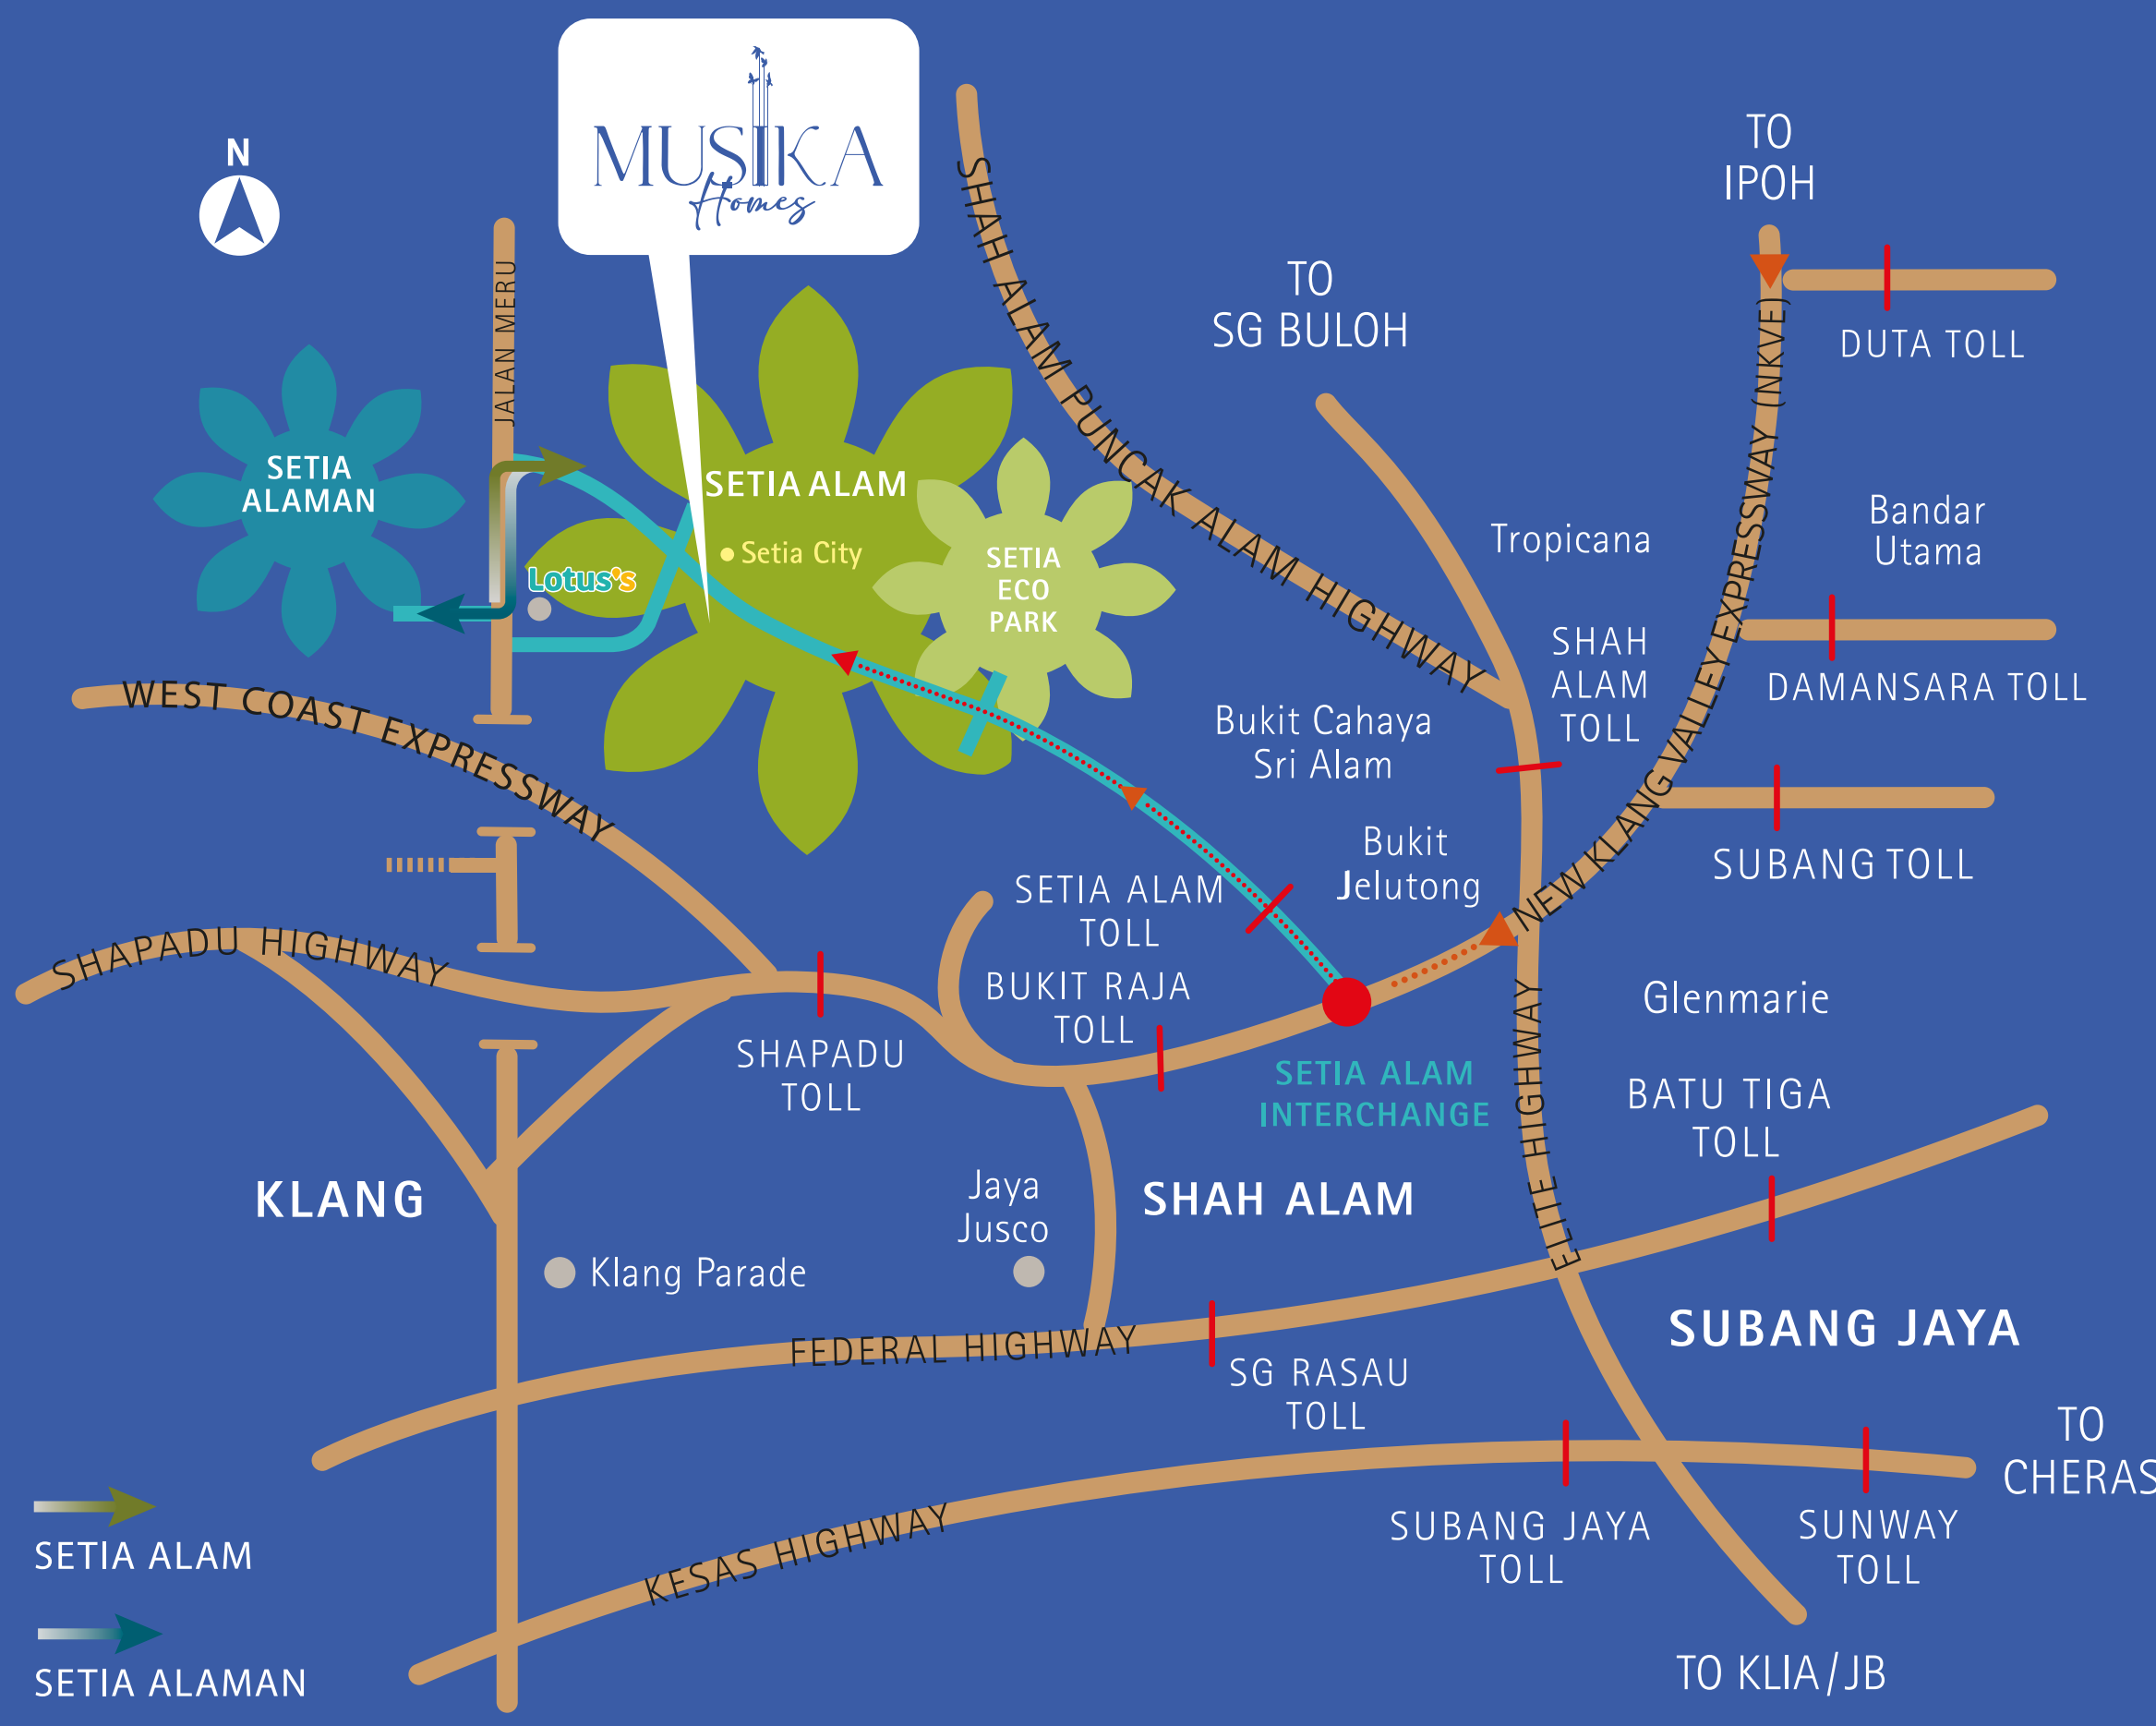 MUSIKA
Homes
N
TO
IPOH
JALAN MERU
SHAH ALAM PUNCAK ALAM HIGHWAY
TO
SG BULOH
DUTA TOLL
SETIA
ALAMAN
SETIA ALAM
Setia City
Lotus's
SETIA
ECO
PARK
Tropicana
Bandar
Utama
NEW KLANG VALLEY EXPRESSWAY (NKVE)
SHAH
ALAM
TOLL
DAMANSARA TOLL
WEST COAST EXPRESSWAY
Bukit Cahaya
Sri Alam
Bukit
Jelutong
SUBANG TOLL
SETIA ALAM
TOLL
SHAPADU HIGHWAY
BUKIT RAJA
TOLL
Glenmarie
SHAPADU
TOLL
SETIA ALAM
INTERCHANGE
ELITE HIGHWAY
BATU TIGA
TOLL
KLANG
Jaya
Jusco
SHAH ALAM
Klang Parade
FEDERAL HIGHWAY
SUBANG JAYA
SG RASAU
TOLL
TO
CHERAS
KESAS HIGHWAY
SUBANG JAYA
TOLL
SUNWAY
TOLL
SETIA ALAM
SETIA ALAMAN
TO KLIA/JB